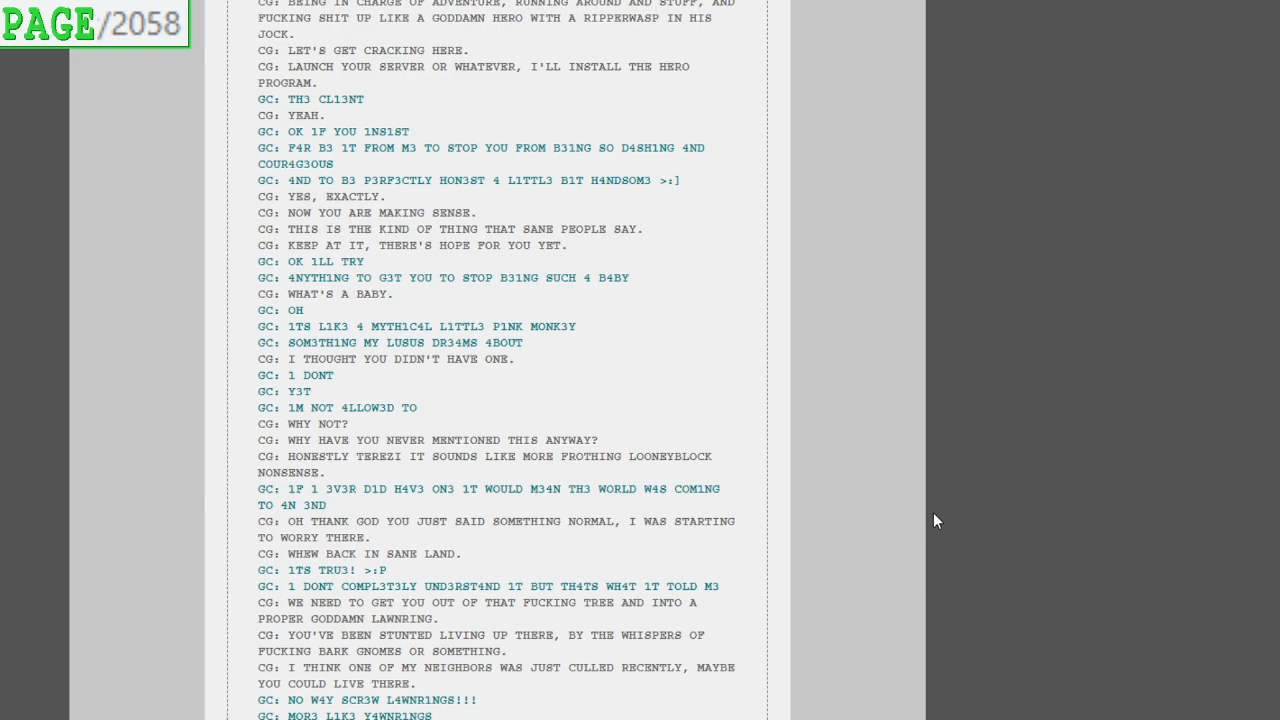 PAGE/2058
CG: BEING IN CHARGE OF ADVENTURE, RUNNING AROUND AND STUFF, AND
FUCKING SHIT UP LIKE A GODDAMN HERO WITH A RIPPERWASP IN HIS
JOCK.
CG: LET'S GET CRACKING HERE.
CG: LAUNCH YOUR SERVER OR WHATEVER, I'LL INSTALL THE HERO
PROGRAM.
GC: TH3 CL13NT
CG: YEAH.
GC: OK 1F YOU 1NS1ST
GC: F4R B3 1T FROM M3 TO STOP YOU FROM B31NG SO D4SH1NG 4ND
COUR4G3OUS
GC: 4ND TO B3 P3RF3CTLY HON3ST 4 L1TTL3 B1T H4NDSOM3 >:]
CG: YES, EXACTLY.
CG: NOW YOU ARE MAKING SENSE.
CG: THIS IS THE KIND OF THING THAT SANE PEOPLE SAY.
CG: KEEP AT IT, THERE'S HOPE FOR YOU YET.
GC: OK 1LL TRY
GC: 4NYTH1NG TO G3T YOU TO STOP B31NG SUCH 4 B4BY
CG: WHAT'S A BABY.
GC: OH
GC: 1TS L1K3 4 MYTH1C4L L1TTL3 P1NK MONK3Y
GC: SOM3TH1NG MY LUSUS DR34MS 4BOUT
CG: I THOUGHT YOU DIDN'T HAVE ONE.
GC: 1 DONT
GC: Y3T
GC: 1M NOT 4LLOW3D TO
CG: WHY NOT?
CG: WHY HAVE YOU NEVER MENTIONED THIS ANYWAY?
CG: HONESTLY TEREZI IT SOUNDS LIKE MORE FROTHING LOONEYBLOCK
NONSENSE.
GC: 1F 1 3V3R D1D H4V3 ON3 1T WOULD M34N TH3 WORLD W4S COM1NG
TO 4N 3ND
CG: OH THANK GOD YOU JUST SAID SOMETHING NORMAL, I WAS STARTING
TO WORRY THERE.
CG: WHEW BACK IN SANE LAND.
GC: 1TS TRU3! >:P
GC: 1 DONT COMPL3T3LY UND3RST4ND 1T BUT TH4TS WH4T 1T TOLD M3
CG: WE NEED TO GET YOU OUT OF THAT FUCKING TREE AND INTO A
PROPER GODDAMN LAWNRING.
CG: YOU'VE BEEN STUNTED LIVING UP THERE, BY THE WHISPERS OF
FUCKING BARK GNOMES OR SOMETHING.
CG: I THINK ONE OF MY NEIGHBORS WAS JUST CULLED RECENTLY, MAYBE
YOU COULD LIVE THERE.
GC: NO W4Y SCR3W L4WNR1NGS!!!
GC: MOR3 L1K3 Y4WNR1NGS